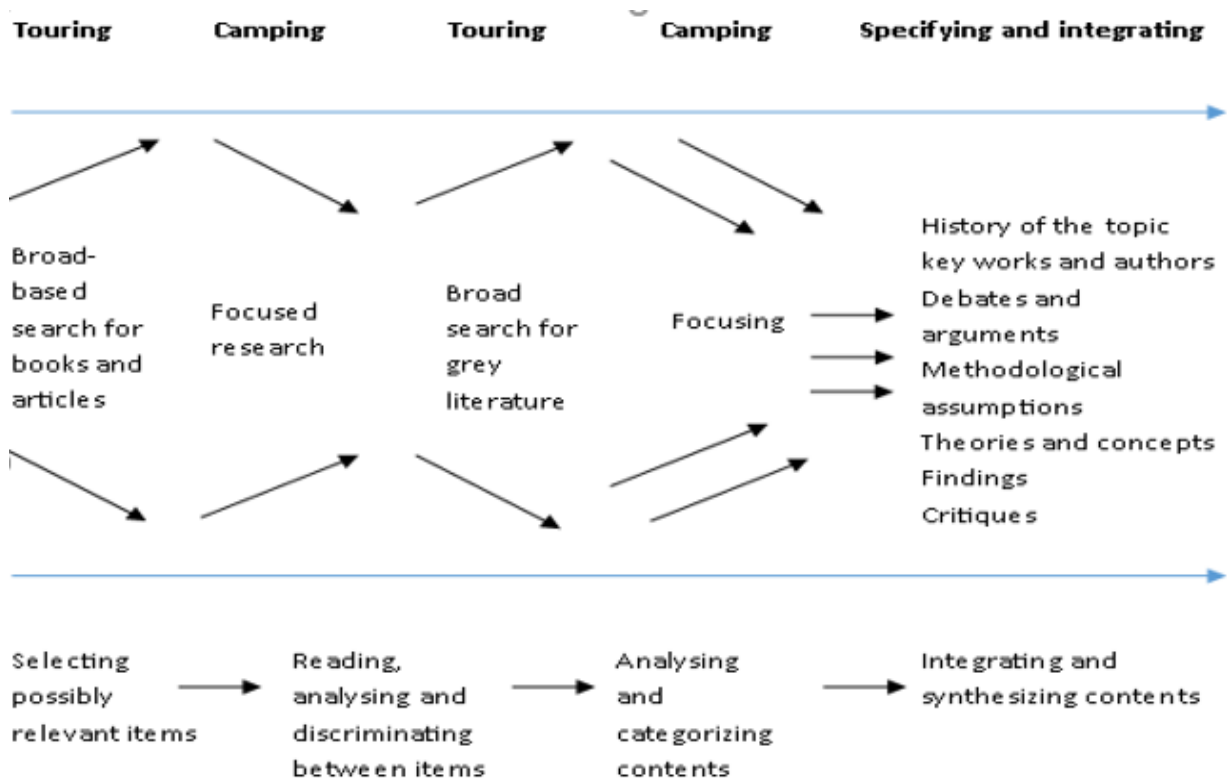 Touring Camping Touring Camping Specifying and integrating
Broad-
based
search for
books and
articles
Focused
research
Broad
search for
grey
literature
Focusing
History of the topic
key works and authors
Debates and
arguments
Methodological
assumptions
Theories and concepts
Findings
Critiques
Selecting
possibly
relevant items
Reading,
analysing and
discriminating
between items
Analysing
and
categorizing
contents
Integrating and
synthesizing contents